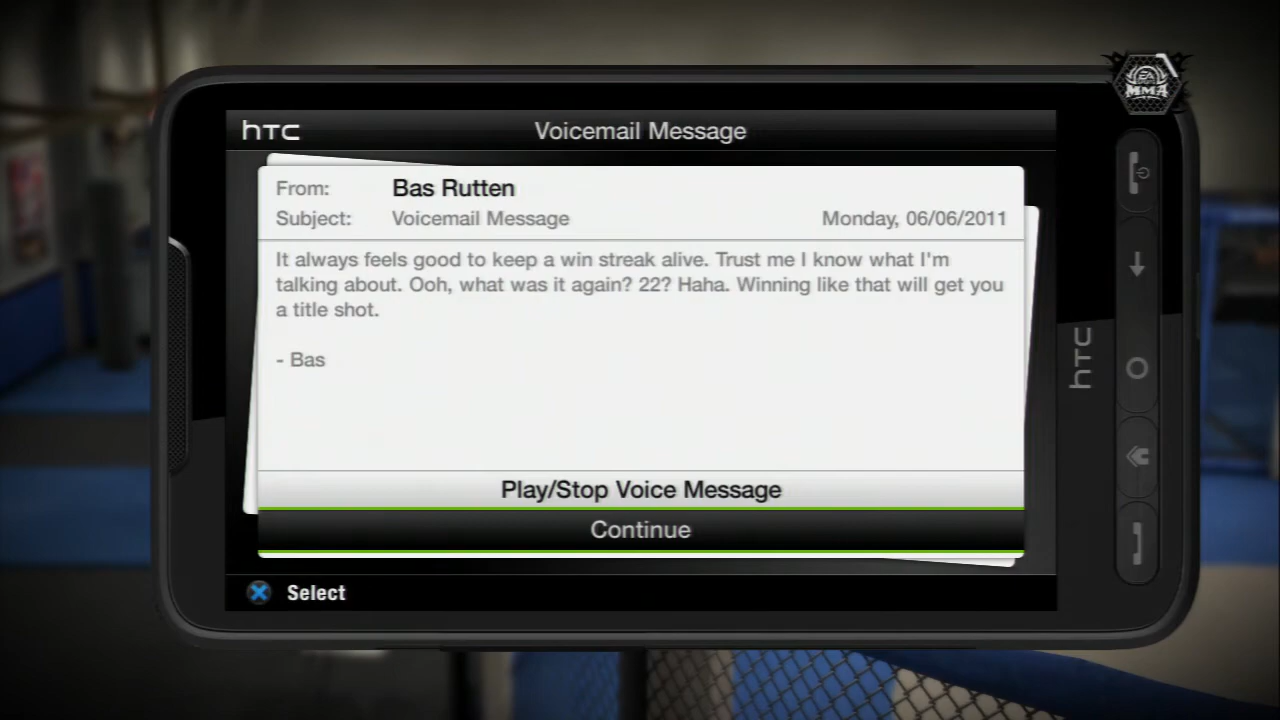 EA
SPORTS
MMA
hTC
Voicemail Message
From: Bas Rutten
Subject: Voicemail Message Monday, 06/06/2011
It always feels good to keep a win streak alive. Trust me I know what I'm
talking about. Ooh, what was it again? 22? Haha. Winning like that will get you
a title shot.
- Bas
hTC
Play/Stop Voice Message
Continue
Select